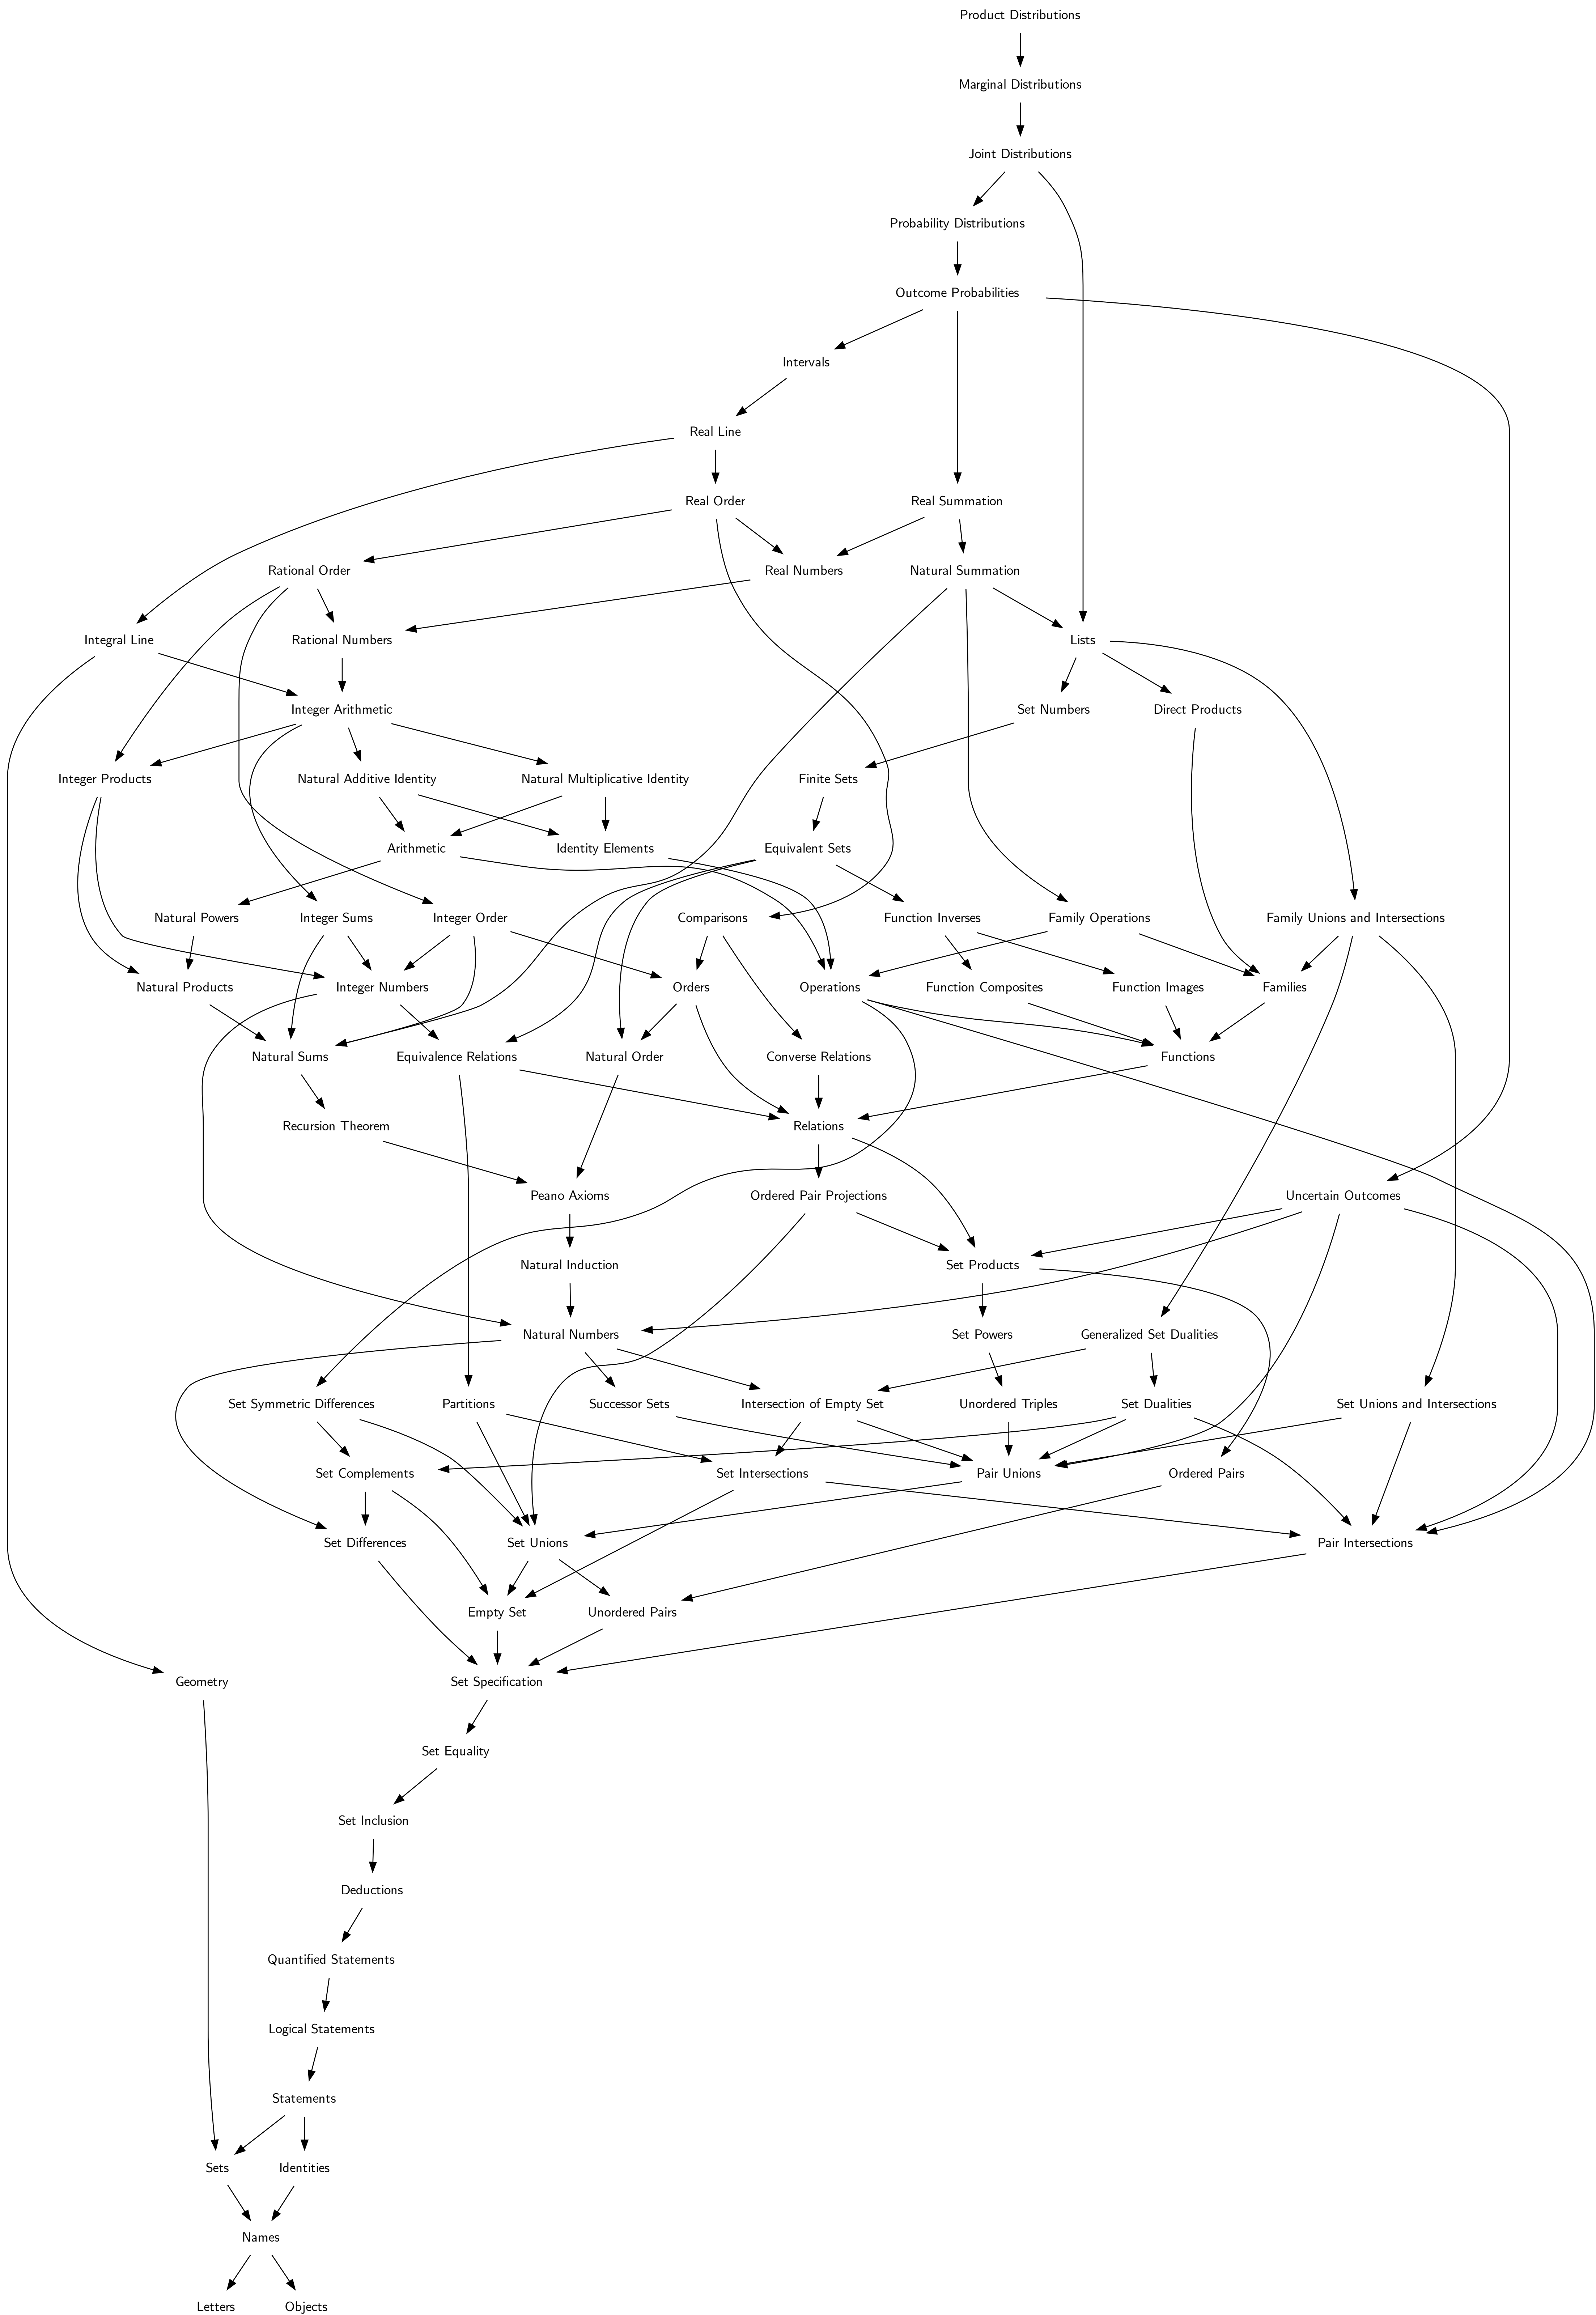 Product Distributions
Marginal Distributions
Joint Distributions
Probability Distributions
Outcome Probabilities
Intervals
Real Line
Real Order
Real Summation
Rational Order
Real Numbers
Natural Summation
Integral Line
Rational Numbers
Lists
Integer Arithmetic
Set Numbers
Direct Products
Integer Products
Natural Additive Identity
Natural Multiplicative Identity
Finite Sets
Arithmetic
Identity Elements
Equivalent Sets
Natural Powers
Integer Sums
Integer Order
Comparisons
Function Inverses
Family Operations
Family Unions and Intersections
Natural Products
Integer Numbers
Orders
Operations
Function Composites
Function Images
Families
Natural Sums
Equivalence Relations
Natural Order
Converse Relations
Functions
Recursion Theorem
Relations
Peano Axioms
Ordered Pair Projections
Uncertain Outcomes
Natural Induction
Set Products
Natural Numbers
Set Powers
Generalized Set Dualities
Set Symmetric Differences
Partitions
Successor Sets
Intersection of Empty Set
Unordered Triples
Set Dualities
Set Unions and Intersections
Set Complements
Set Intersections
Pair Unions
Ordered Pairs
Set Differences
Set Unions
Pair Intersections
Empty Set
Unordered Pairs
Geometry
Set Specification
Set Equality
Set Inclusion
Deductions
Quantified Statements
Logical Statements
Statements
Sets
Identities
Names
Letters
Objects